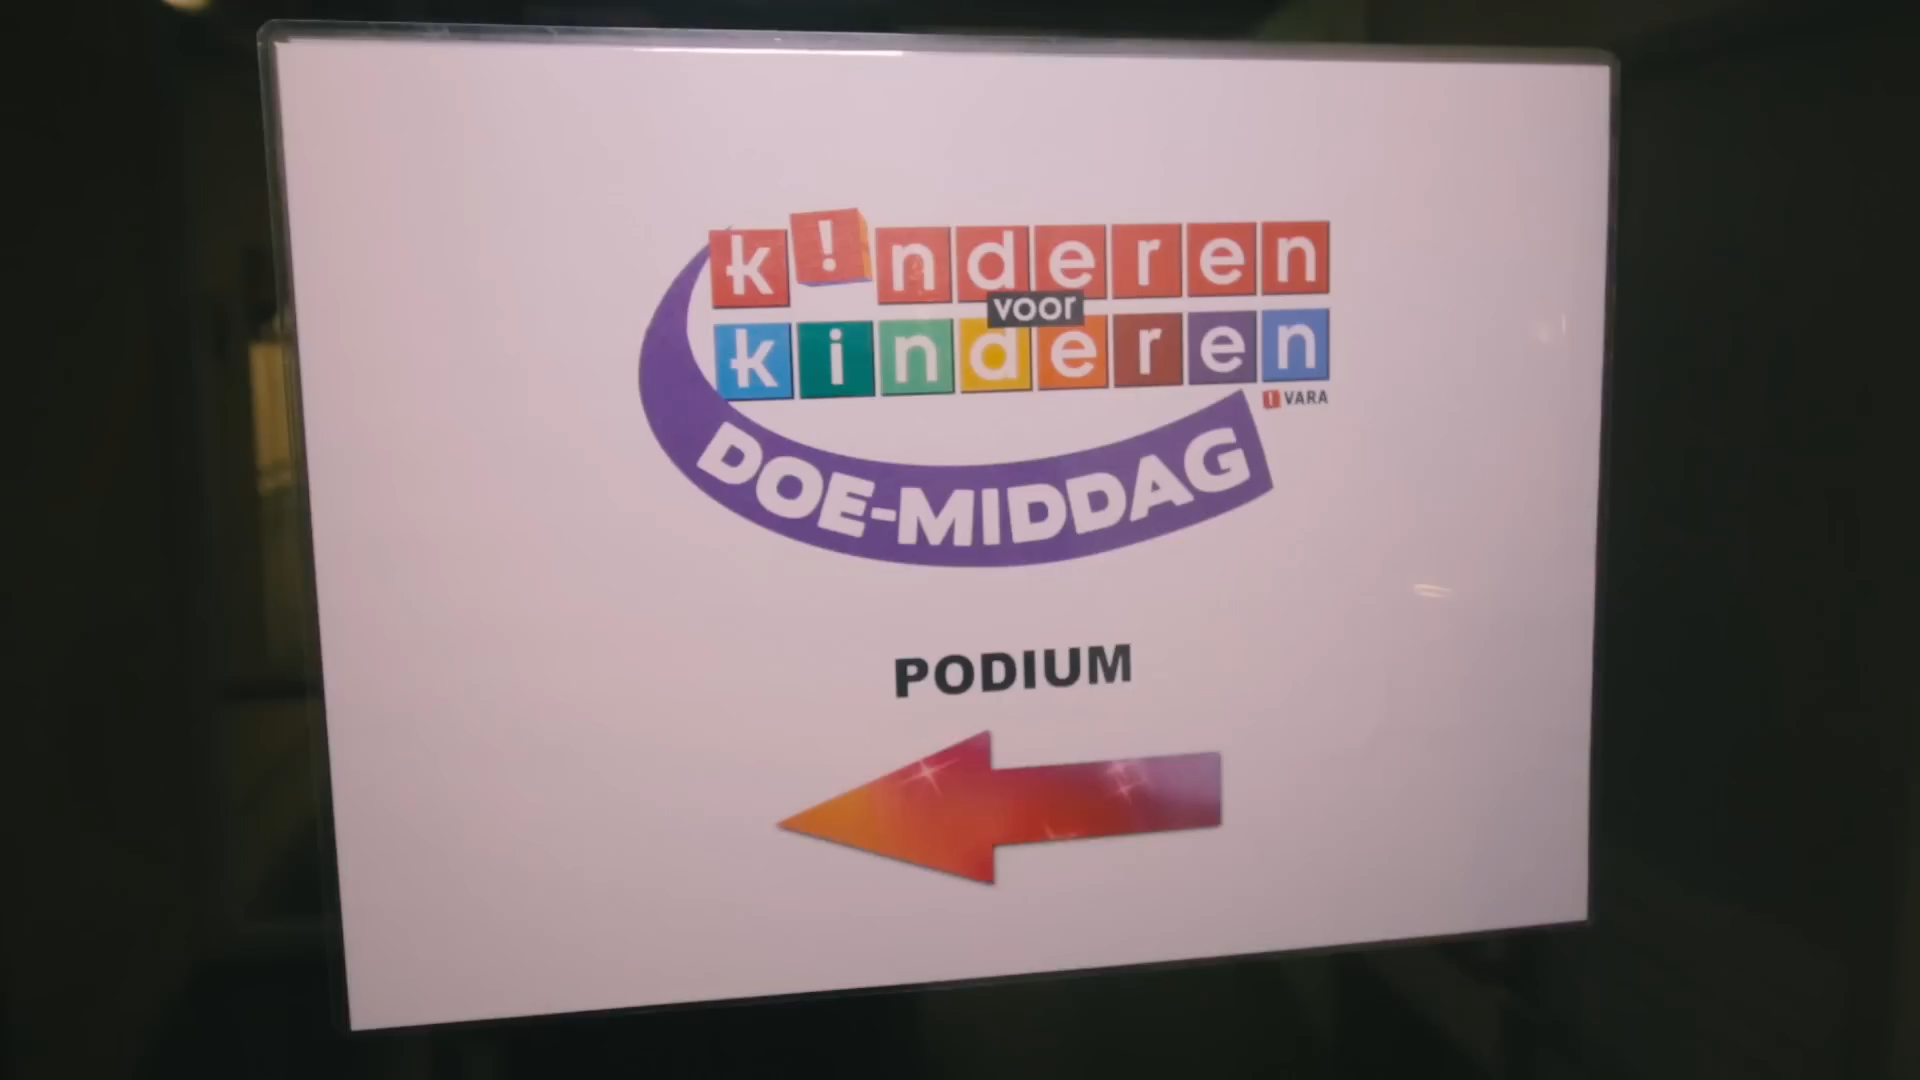 k!nderen
voor
kinderen
! VARA
DOE-MIDDAG
PODIUM